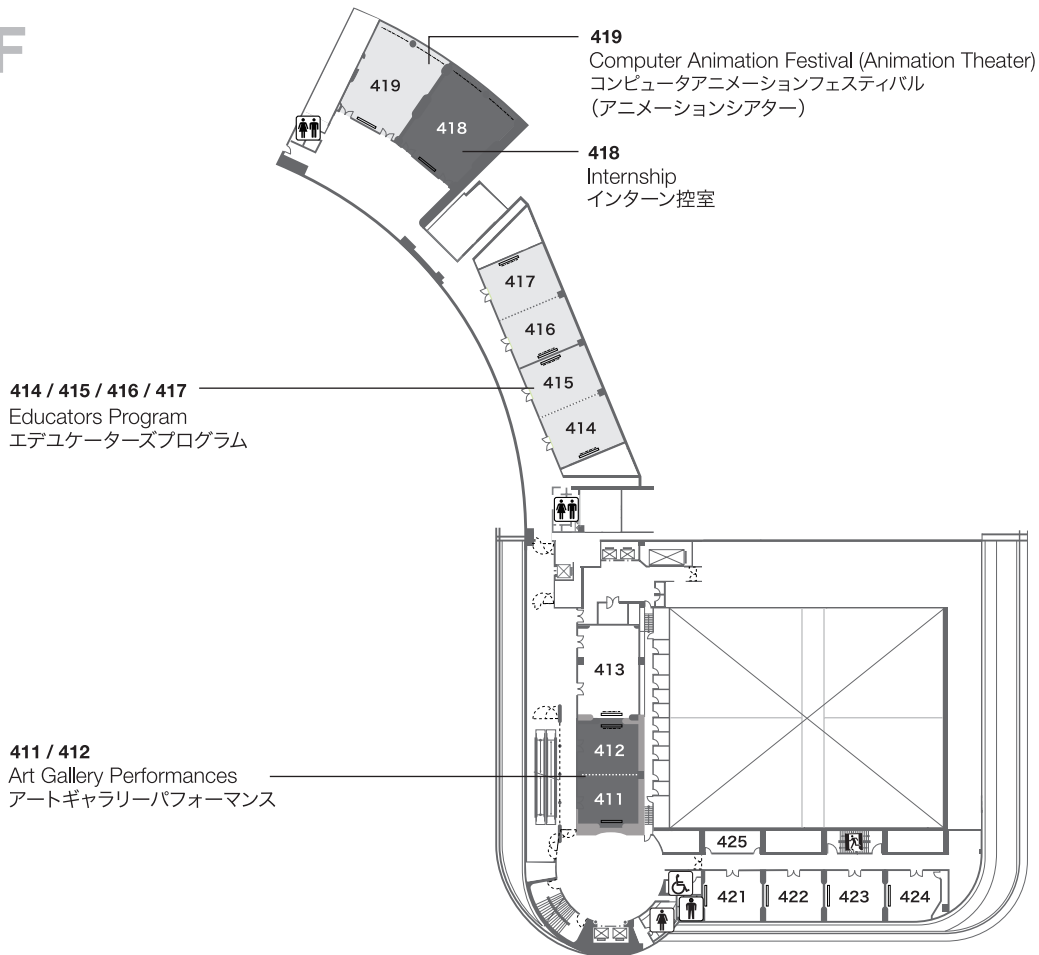 F
419
Computer Animation Festival (Animation Theater)
コンピュータアニメーションフェスティバル
（アニメーションシアター）
418
Internship
インターン控室
419
418
417
416
415
414
414 / 415 / 416 / 417
Educators Program
エデュケーターズプログラム
413
412
411
411 / 412
Art Gallery Performances
アートギャラリーパフォーマンス
425
421
422
423
424